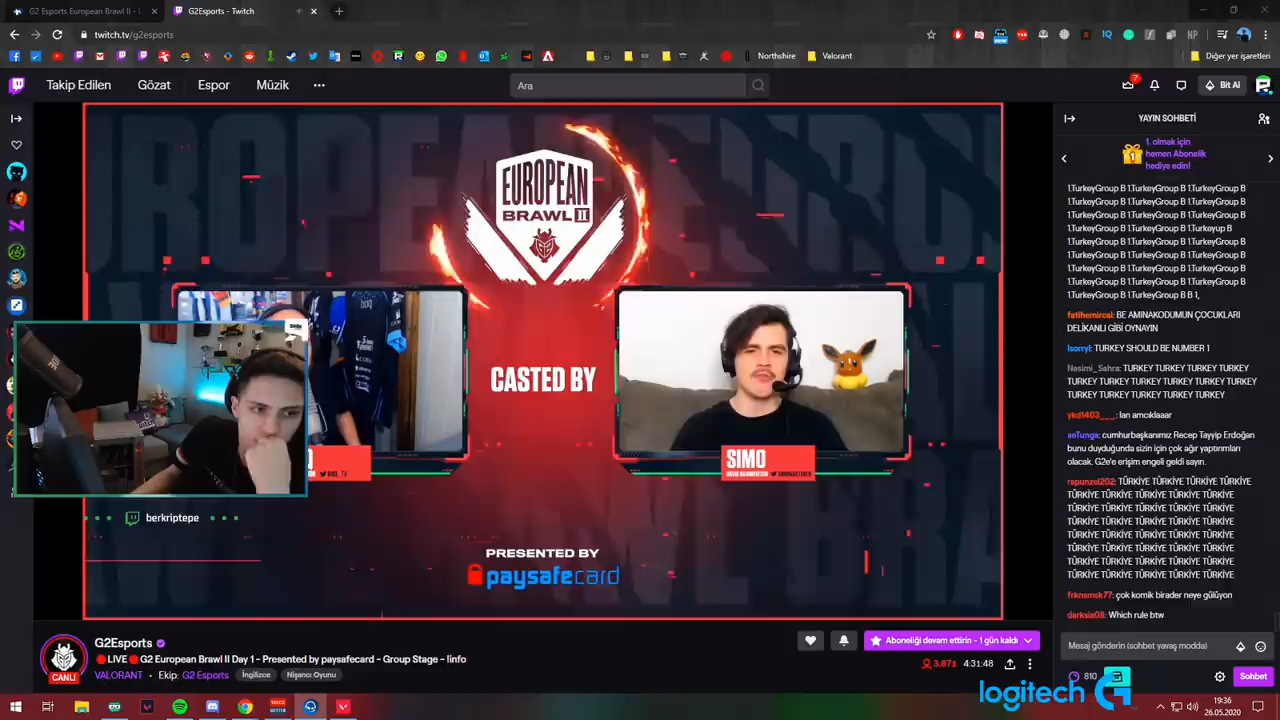 G2 Esports European Brawl II - L
G2Esports - Twitch
twitch.tv/g2esports
Northshire
Valorant
Diğer yer işaretleri
Takip Edilen
Gözat
Espor
Müzik
Ara
7
Bit Al
EUROPEAN
BRAWL II
CASTED BY
SIMO
PRESENTED BY
paysafecard
berkriptepe
YAYIN SOHBETİ
1. olmak için
hemen Abonelik
hediye edin!
1.TurkeyGroup B 1.TurkeyGroup B 1.TurkeyGroup B
1.TurkeyGroup B 1.TurkeyGroup B 1.TurkeyGroup B
1.TurkeyGroup B 1.TurkeyGroup B 1.TurkeyGroup B
1.TurkeyGroup B 1.TurkeyGroup B 1.Turkeyup B
1.TurkeyGroup B 1.TurkeyGroup B 1.TurkeyGroup B
1.TurkeyGroup B 1.TurkeyGroup B 1.TurkeyGroup B
1.TurkeyGroup B 1.TurkeyGroup B 1.TurkeyGroup B
1.TurkeyGroup B 1.TurkeyGroup B 1.TurkeyGroup B
1.TurkeyGroup B 1.TurkeyGroup B B 1,
fatihemircal: BE AMINAKODUMUN ÇOCUKLARI
DELİKANLI GİBİ OYNAYIN
Isorryl: TURKEY SHOULD BE NUMBER 1
Nesimi_Sahra: TURKEY TURKEY TURKEY TURKEY
TURKEY TURKEY TURKEY TURKEY TURKEY TURKEY
TURKEY TURKEY TURKEY TURKEY TURKEY
ykd1403___: lan amcıklaaar
aeTunga: cumhurbaşkanımız Recep Tayyip Erdoğan
bunu duyduğunda sizin için çok ağır yaptırımları
olacak, G2e'e erişim engeli geldi sayın.
rapunzel202: TÜRKİYE TÜRKİYE TÜRKİYE TÜRKİYE
TÜRKİYE TÜRKİYE TÜRKİYE TÜRKİYE TÜRKİYE
TÜRKİYE TÜRKİYE TÜRKİYE TÜRKİYE TÜRKİYE
TÜRKİYE TÜRKİYE TÜRKİYE TÜRKİYE TÜRKİYE
TÜRKİYE TÜRKİYE TÜRKİYE TÜRKİYE TÜRKİYE
TÜRKİYE TÜRKİYE TÜRKİYE TÜRKİYE TÜRKİYE
TÜRKİYE TÜRKİYE TÜRKİYE TÜRKİYE TÜRKİYE
TÜRKİYE TÜRKİYE TÜRKİYE TÜRKİYE TÜRKİYE
frknsmsk77: çok komik birader neye gülüyon
darksia08: Which rule btw
Mesaj gönderin (sohbet yavaş modda)
810
Sohbet
G2Esports
LIVE G2 European Brawl II Day 1 - Presented by paysafecard - Group Stage - !info
VALORANT • Ekip: G2 Esports
İngilizce
Nişancı Oyunu
CANLI
Aboneliği devam ettirin - 1 gün kaldı
3.671
4:31:48
logitech G
19:36
26.05.2020